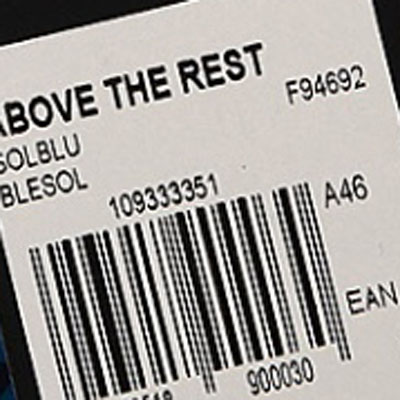 ABOVE THE REST
F94692
SOLBLU
BLESOL
109333351
A46
EAN
900030